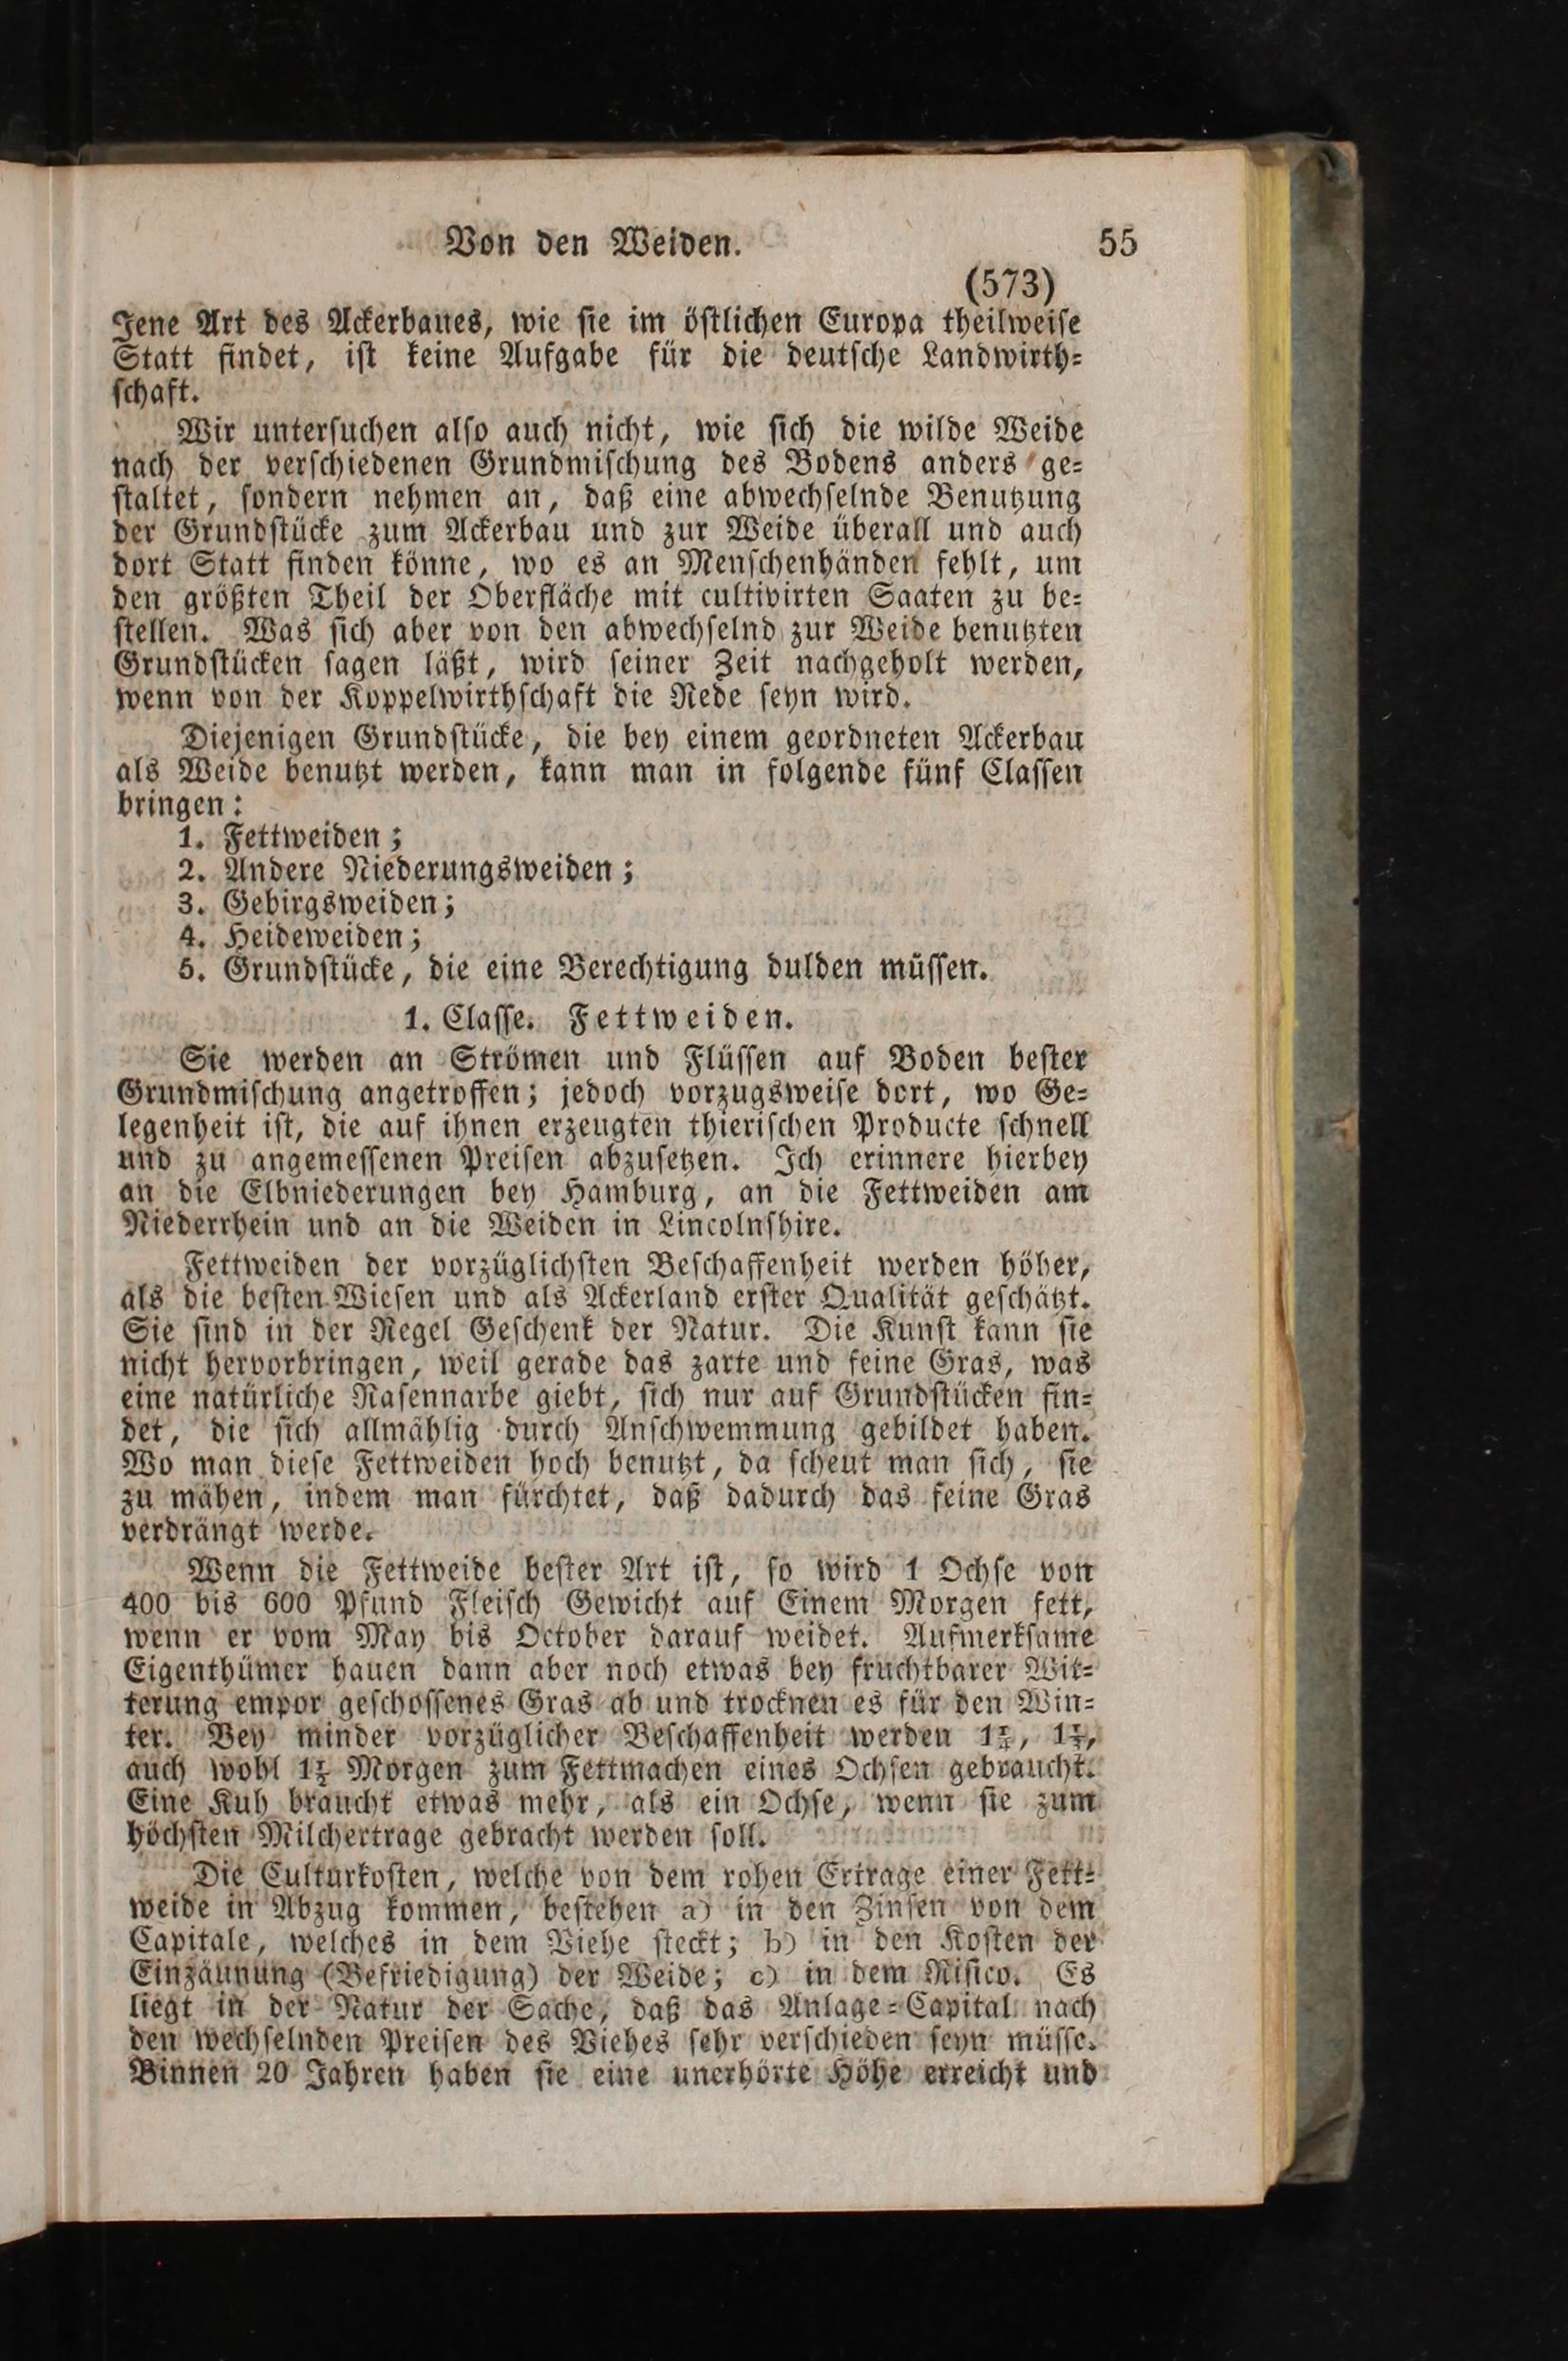 Von den Weiden. 55
(573)
Jene Art des Ackerbaues, wie ſie im öſtlichen Europa theilweiſe
Statt findet, iſt keine Aufgabe für die deutſche Landwirth-
ſchaft.
Wir unterſuchen alſo auch nicht, wie ſich die wilde Weide
nach der verſchiedenen Grundmiſchung des Bodens anders ge-
ſtaltet, ſondern nehmen an, daß eine abwechſelnde Benutzung
der Grundſtücke zum Ackerbau und zur Weide überall und auch
dort Statt finden könne, wo es an Menſchenhänden fehlt, um
den größten Theil der Oberfläche mit cultivirten Saaten zu be-
ſtellen. Was ſich aber von den abwechſelnd zur Weide benutzten
Grundſtücken ſagen läßt, wird ſeiner Zeit nachgeholt werden,
wenn von der Koppelwirthſchaft die Rede ſeyn wird.
Diejenigen Grundſtücke, die bey einem geordneten Ackerbau
als Weide benutzt werden, kann man in folgende fünf Claſſen
bringen:
1. Fettweiden;
2. Andere Niederungsweiden;
3. Gebirgsweiden;
4. Heideweiden;
5. Grundſtücke, die eine Berechtigung dulden müſſen.
1. Claſſe. Fettweiden.
Sie werden an Strömen und Flüſſen auf Boden beſter
Grundmiſchung angetroffen; jedoch vorzugsweiſe dort, wo Ge-
legenheit iſt, die auf ihnen erzeugten thieriſchen Producte ſchnell
und zu angemeſſenen Preiſen abzuſetzen. Ich erinnere hierbey
an die Elbniederungen bey Hamburg, an die Fettweiden am
Niederrhein und an die Weiden in Lincolnſhire.
Fettweiden der vorzüglichſten Beſchaffenheit werden höher,
als die beſten Wieſen und als Ackerland erſter Qualität geſchätzt.
Sie ſind in der Regel Geſchenk der Natur. Die Kunſt kann ſie
nicht hervorbringen, weil gerade das zarte und feine Gras, was
eine natürliche Raſennarbe giebt, ſich nur auf Grundſtücken fin-
det, die ſich allmählig durch Anſchwemmung gebildet haben.
Wo man dieſe Fettweiden hoch benutzt, da ſcheut man ſich, ſie
zu mähen, indem man fürchtet, daß dadurch das feine Gras
verdrängt werde.
Wenn die Fettweide beſter Art iſt, ſo wird 1 Ochſe von
400 bis 600 Pfund Fleiſch Gewicht auf Einem Morgen fett,
wenn er vom May bis October darauf weidet. Aufmerkſame
Eigenthümer hauen dann aber noch etwas bey fruchtbarer Wit-
terung empor geſchoſſenes Gras ab und trocknen es für den Win-
ter. Bey minder vorzüglicher Beſchaffenheit werden
auch wohl Morgen zum Fettmachen eines Ochſen gebraucht.
Eine Kuh braucht etwas mehr, als ein Ochſe, wenn ſie zum
höchſten Milchertrage gebracht werden ſoll.
Die Culturkoſten, welche von dem rohen Ertrage einer Fett-
weide in Abzug kommen, beſtehen a) in den Zinſen von dem
Capitale, welches in dem Viehe ſteckt; b) in den Koſten der
Einzäunung (Befriedigung) der Weide; c) in dem Riſico. Es
liegt in der Natur der Sache, daß das Anlage-Capital nach
den wechſelnden Preiſen des Viehes ſehr verſchieden ſeyn müſſe.
Binnen 20 Jahren haben ſie eine unerhörte Höhe erreicht und